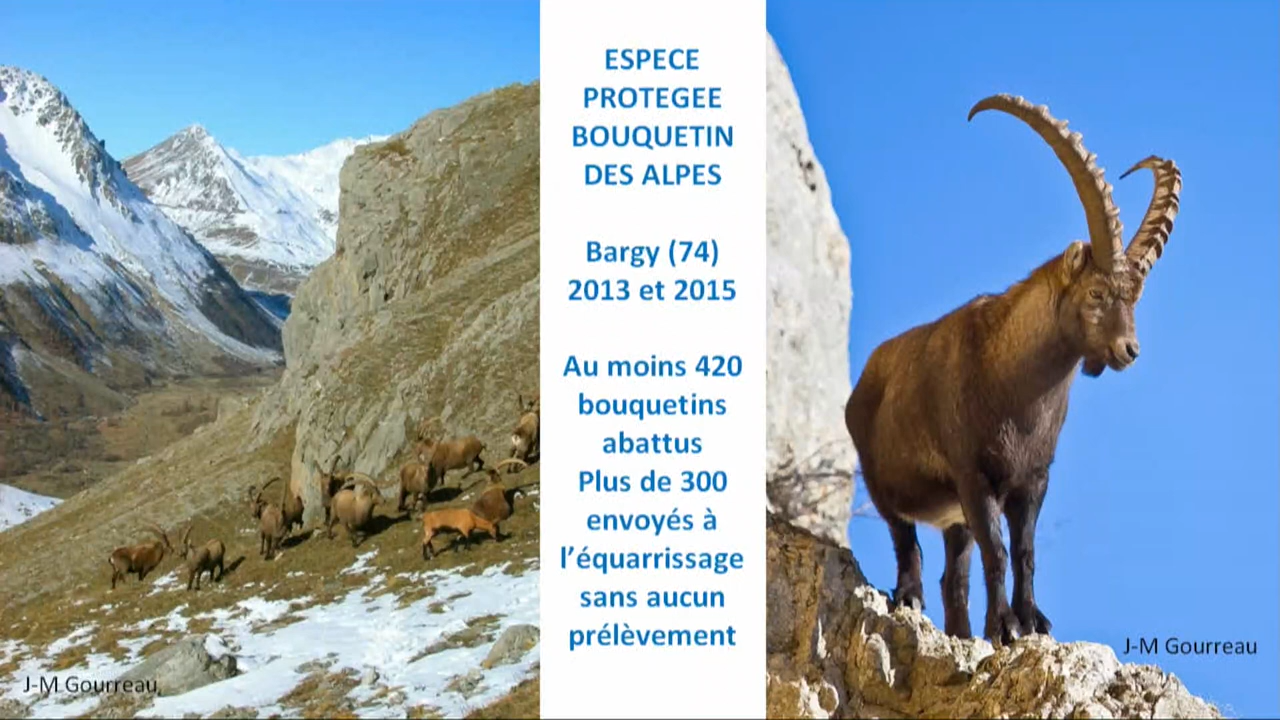 ESPECE
PROTEGEE
BOUQUETIN
DES ALPES
Bargy (74)
2013 et 2015
Au moins 420
bouquetins
abattus
Plus de 300
envoyés à
l’équarrissage
sans aucun
prélèvement
J-M Gourreau
J-M Gourreau